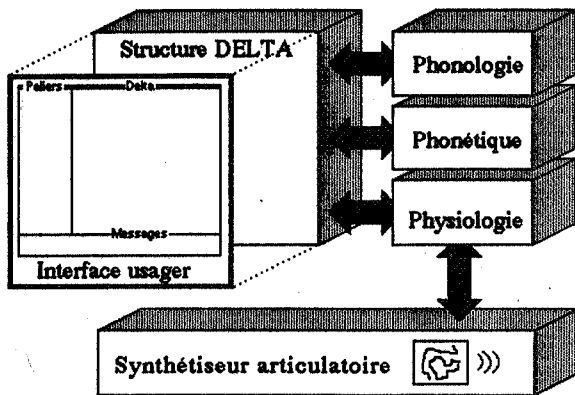 Structure DELTA
Phonologie
Paliers
Delta
Phonétique
Physiologie
Messages
Interface usager
Synthétiseur articulatoire